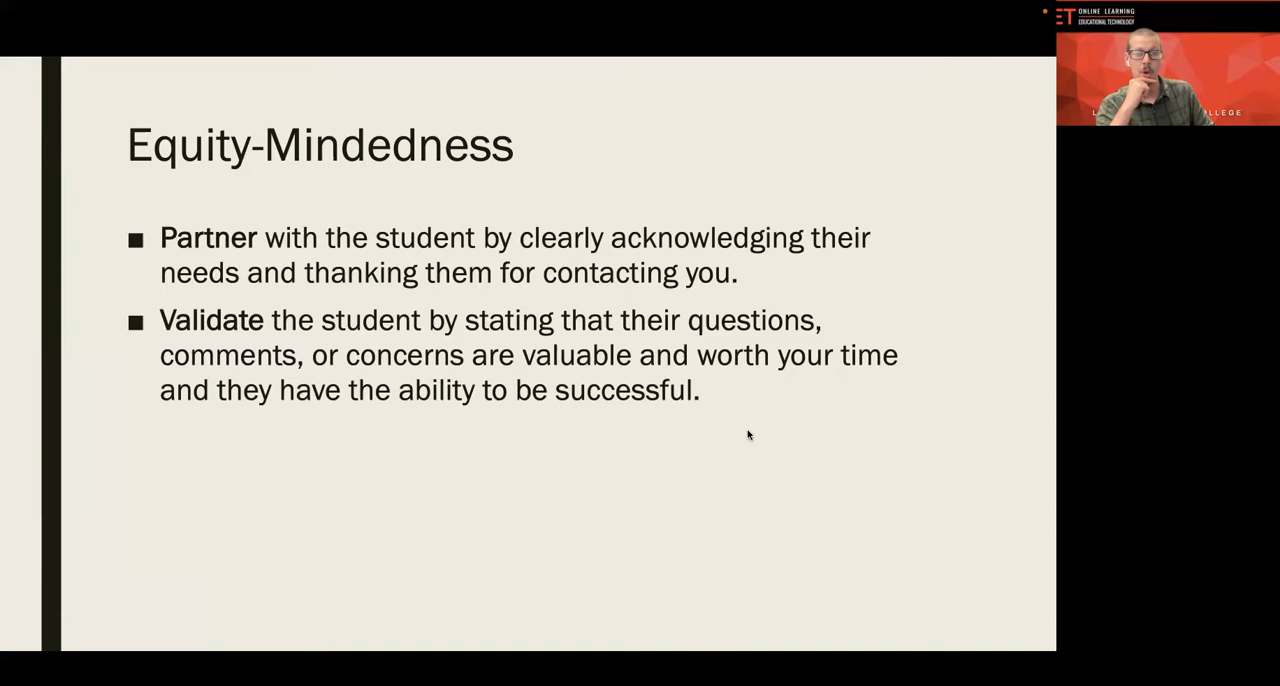 ET ONLINE LEARNING
EDUCATIONAL TECHNOLOGY
Equity-Mindedness
■ Partner with the student by clearly acknowledging their
needs and thanking them for contacting you.
■ Validate the student by stating that their questions,
comments, or concerns are valuable and worth your time
and they have the ability to be successful.